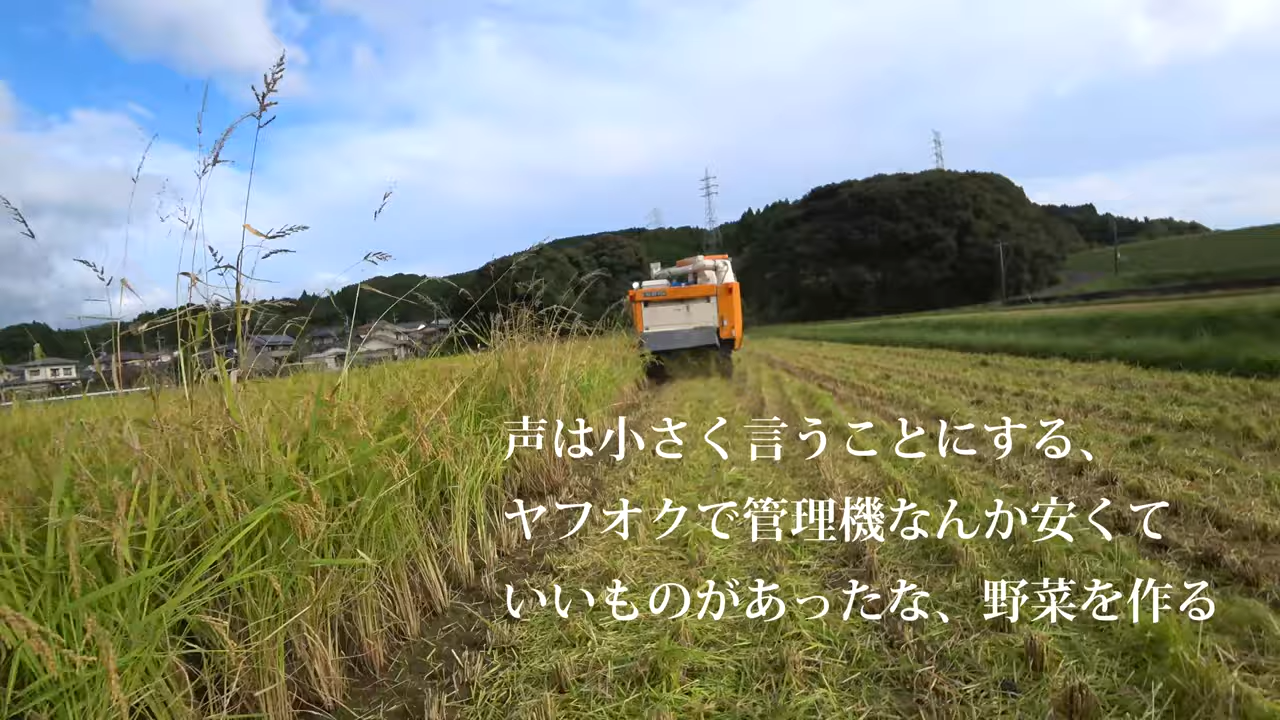 声は小さく言うことにする、
ヤフオクで管理機なんか安くて
いいものがあったな、野菜を作る